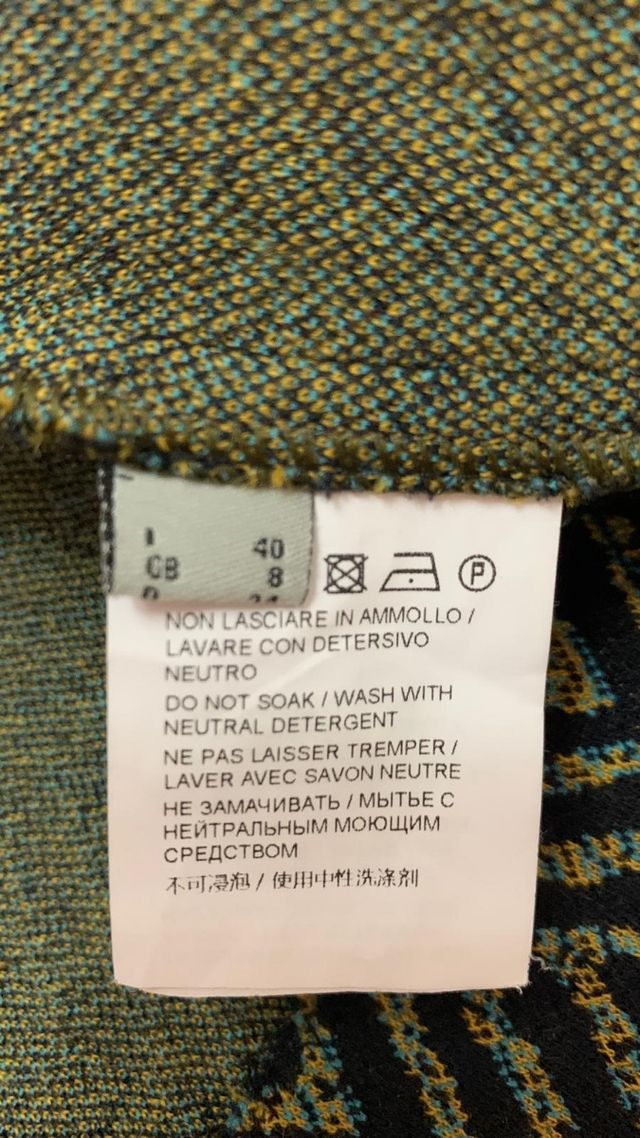 I 40
GB 8
P
NON LASCIARE IN AMMOLLO /
LAVARE CON DETERSIVO
NEUTRO
DO NOT SOAK / WASH WITH
NEUTRAL DETERGENT
NE PAS LAISSER TREMPER /
LAVER AVEC SAVON NEUTRE
НЕ ЗАМАЧИВАТЬ / МЫТЬЕ С
НЕЙТРАЛЬНЫМ МОЮЩИМ
СРЕДСТВОМ
不可浸泡 / 使用中性洗涤剂